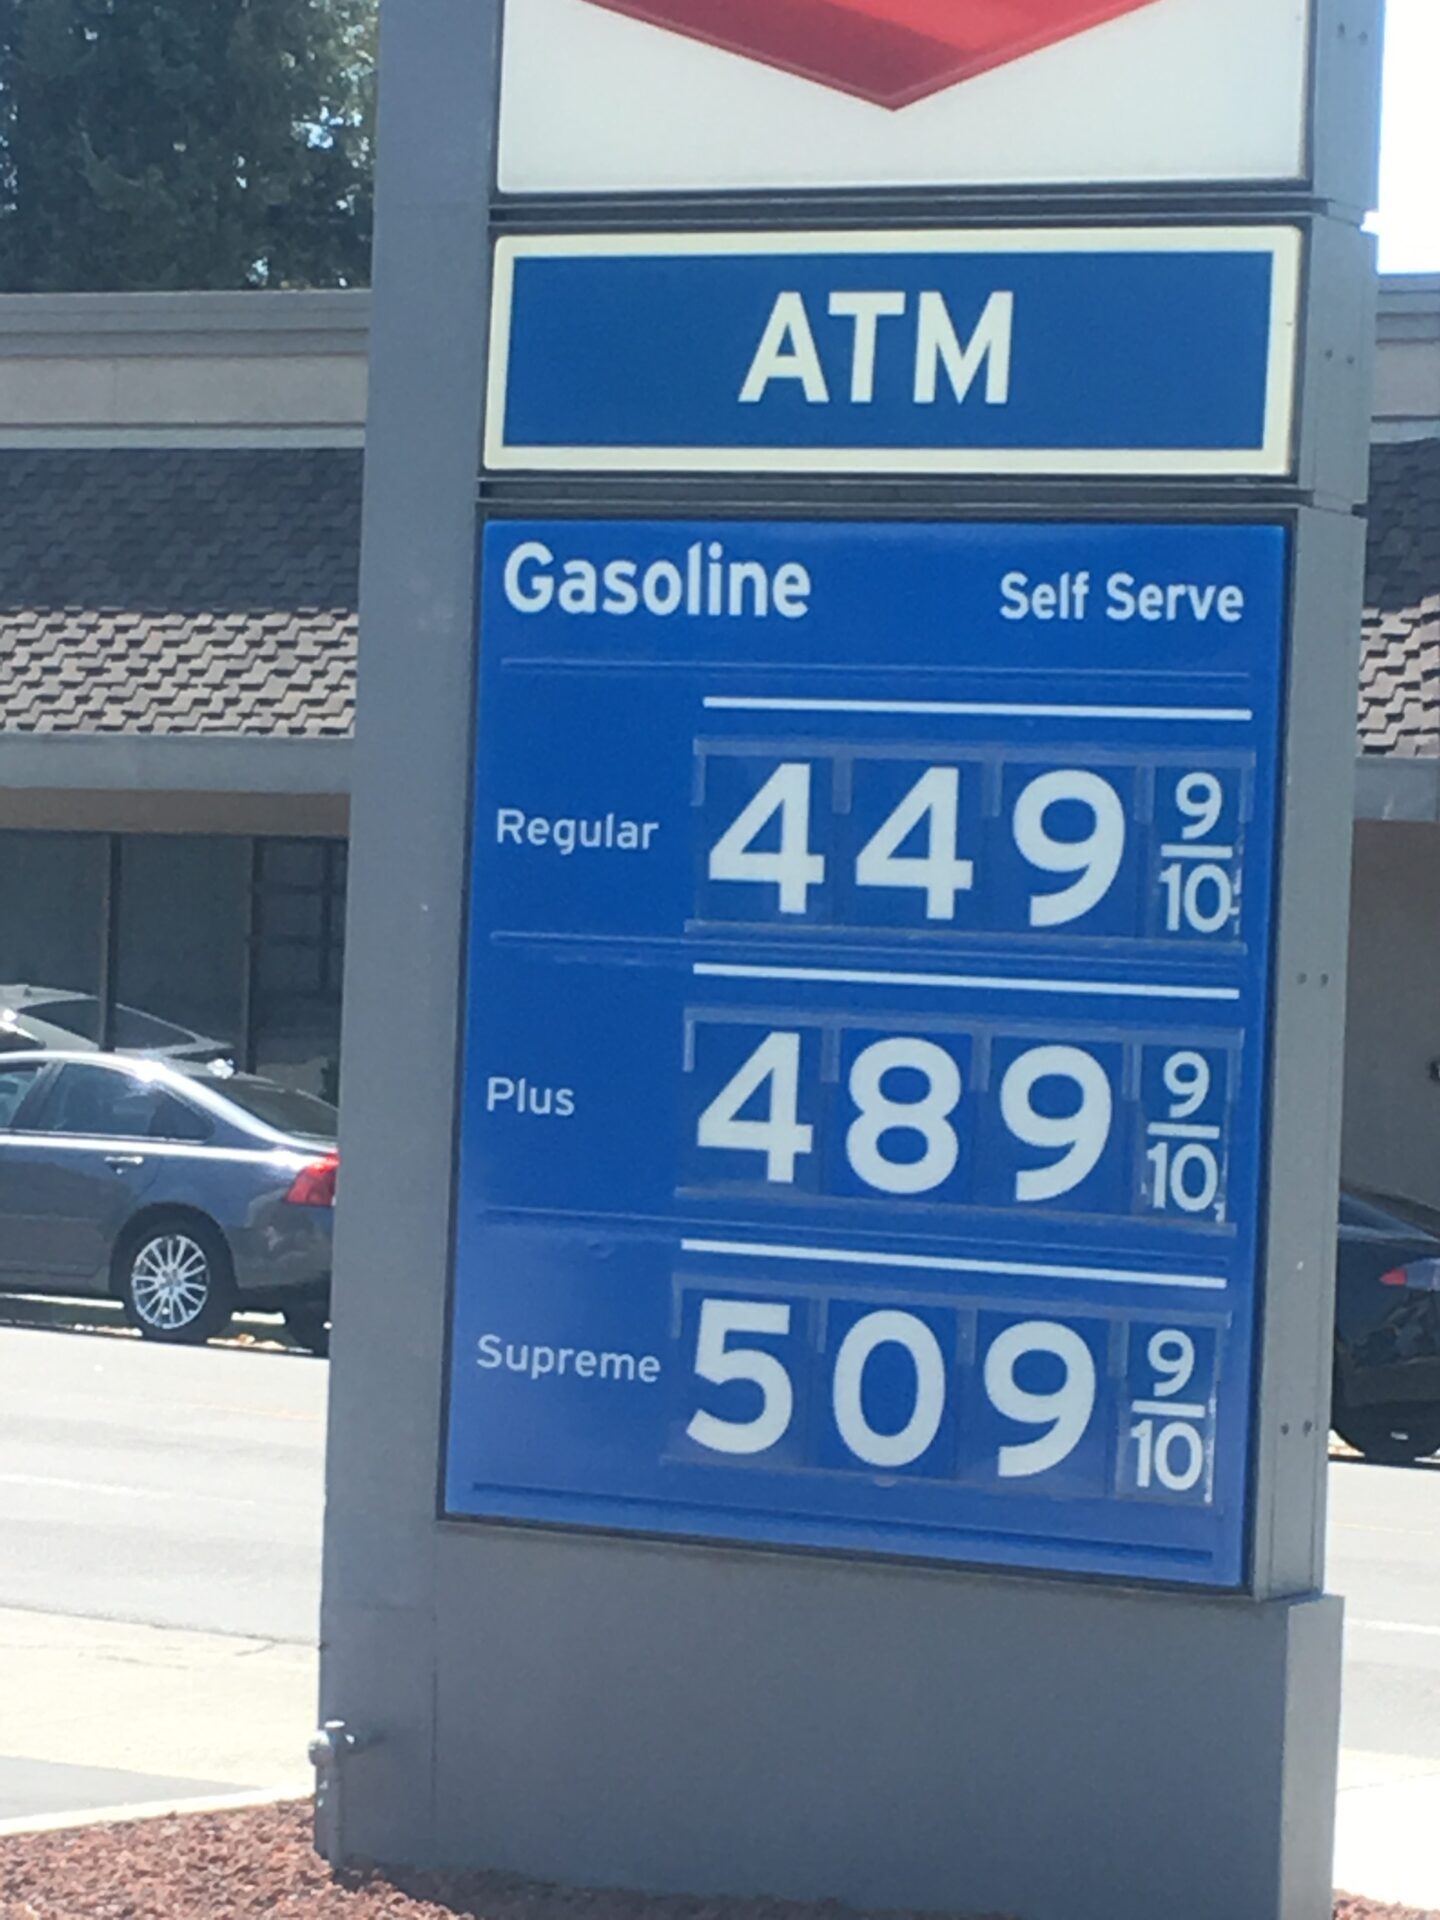 ATM
Gasoline Self Serve
Regular 449 9/10
Plus 489 9/10
Supreme 509 9/10